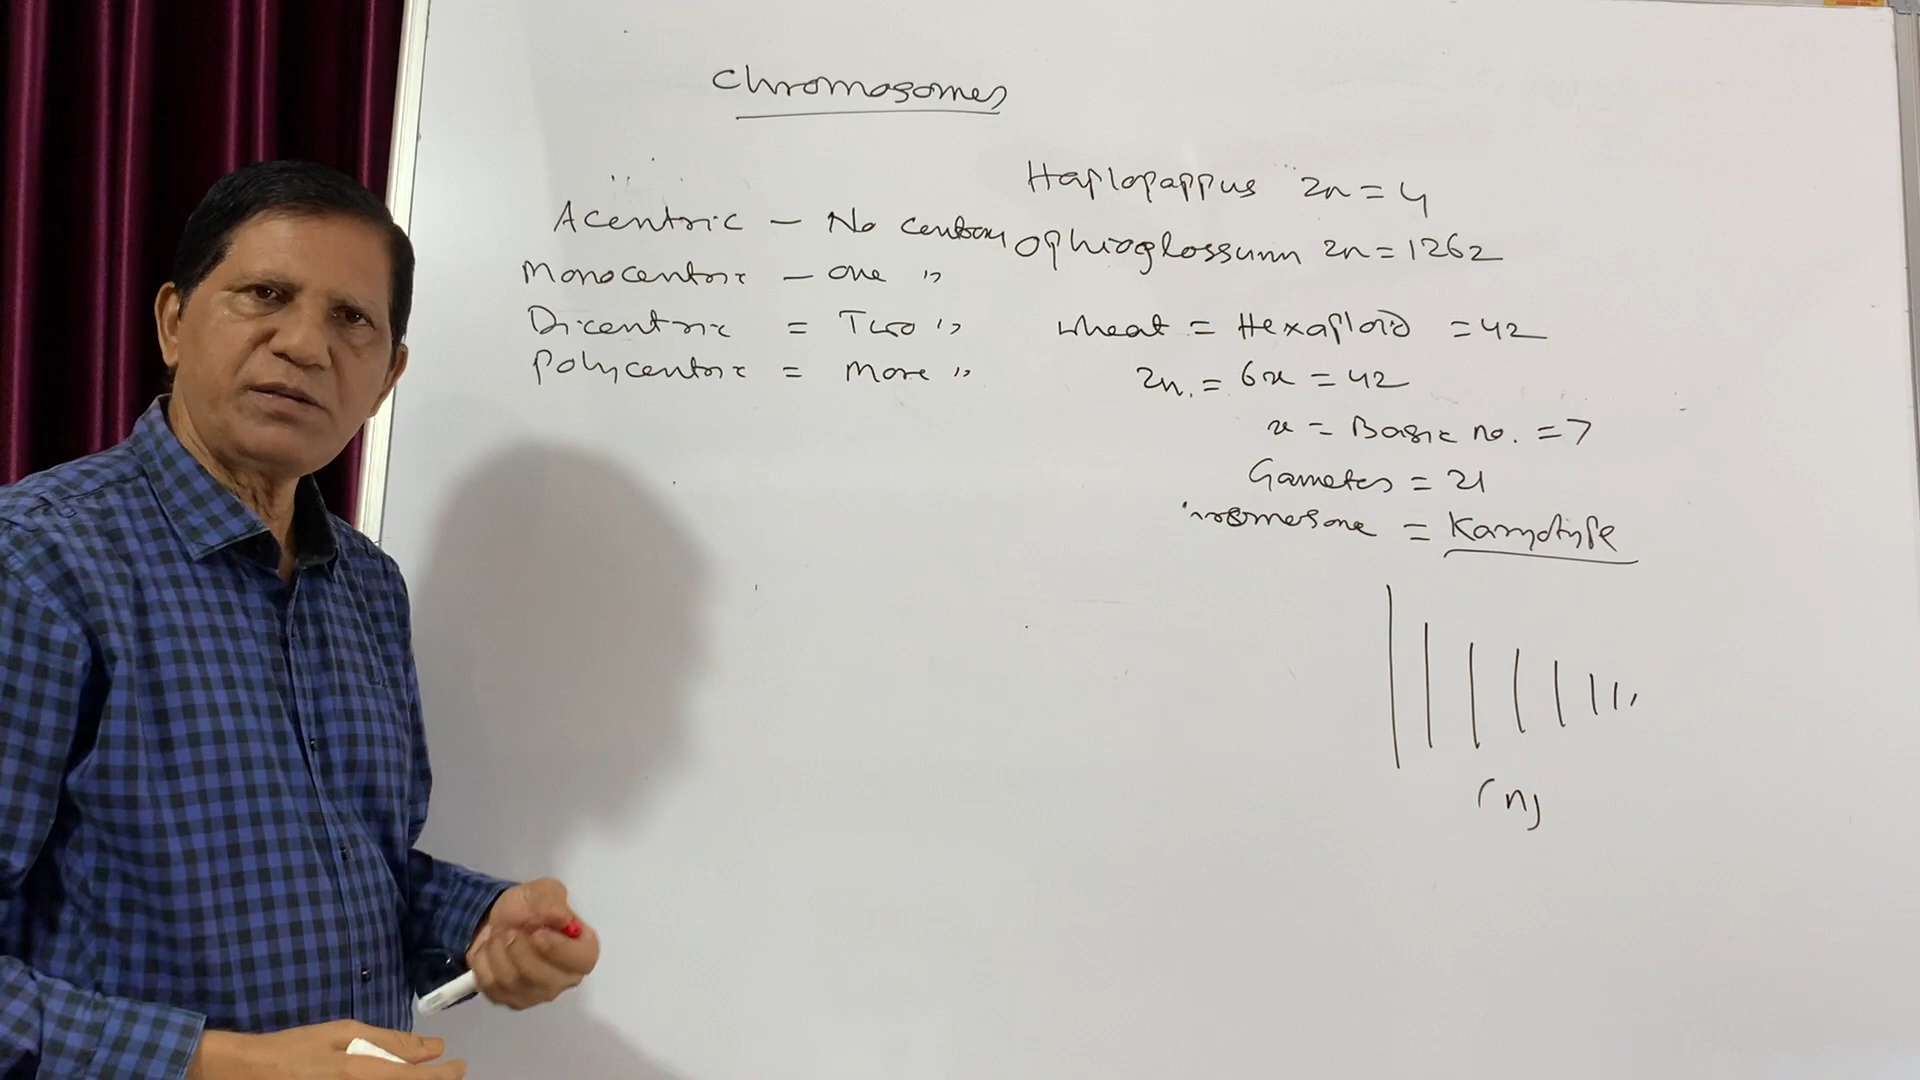 Chromosomes
Acentric – No centrom
Monocentric – one ,,
Dicentric = Two ,,
Polycentric = More ,,
Haplopappus 2n = 4
Ophioglossum 2n = 1262
wheat = Hexaploid = 42
2n. = 6x = 42
x = Basic no. = 7
Gametes = 21
= Karyotype
(n)